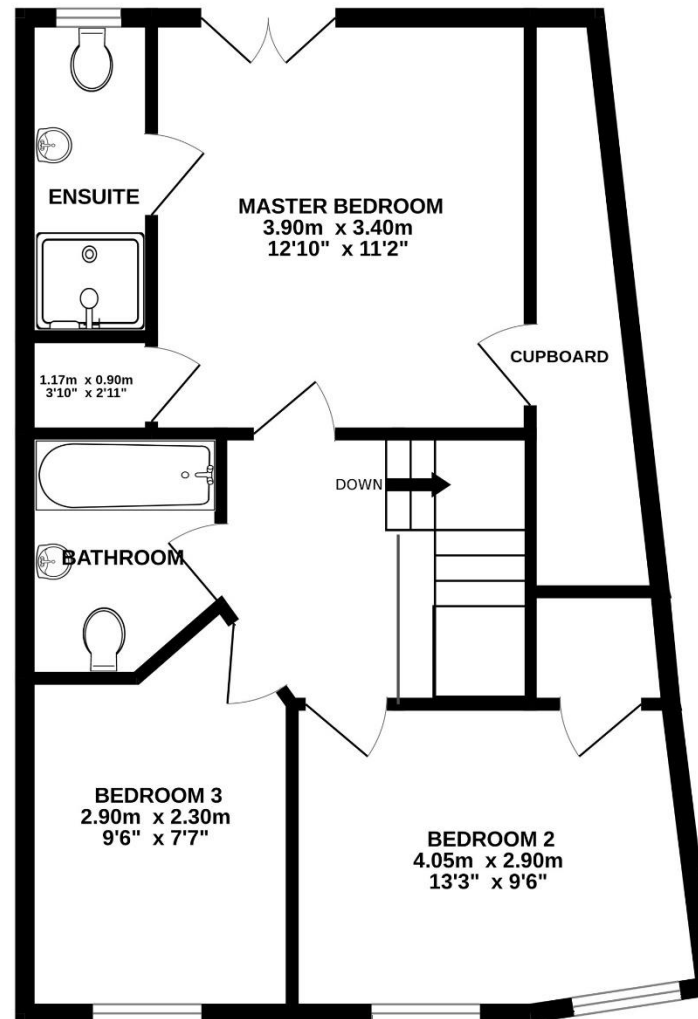 ENSUITE
MASTER BEDROOM
3.90m x 3.40m
12'10" x 11'2"
CUPBOARD
1.17m x 0.90m
3'10" x 2'11"
DOWN
BATHROOM
BEDROOM 3
2.90m x 2.30m
9'6" x 7'7"
BEDROOM 2
4.05m x 2.90m
13'3" x 9'6"